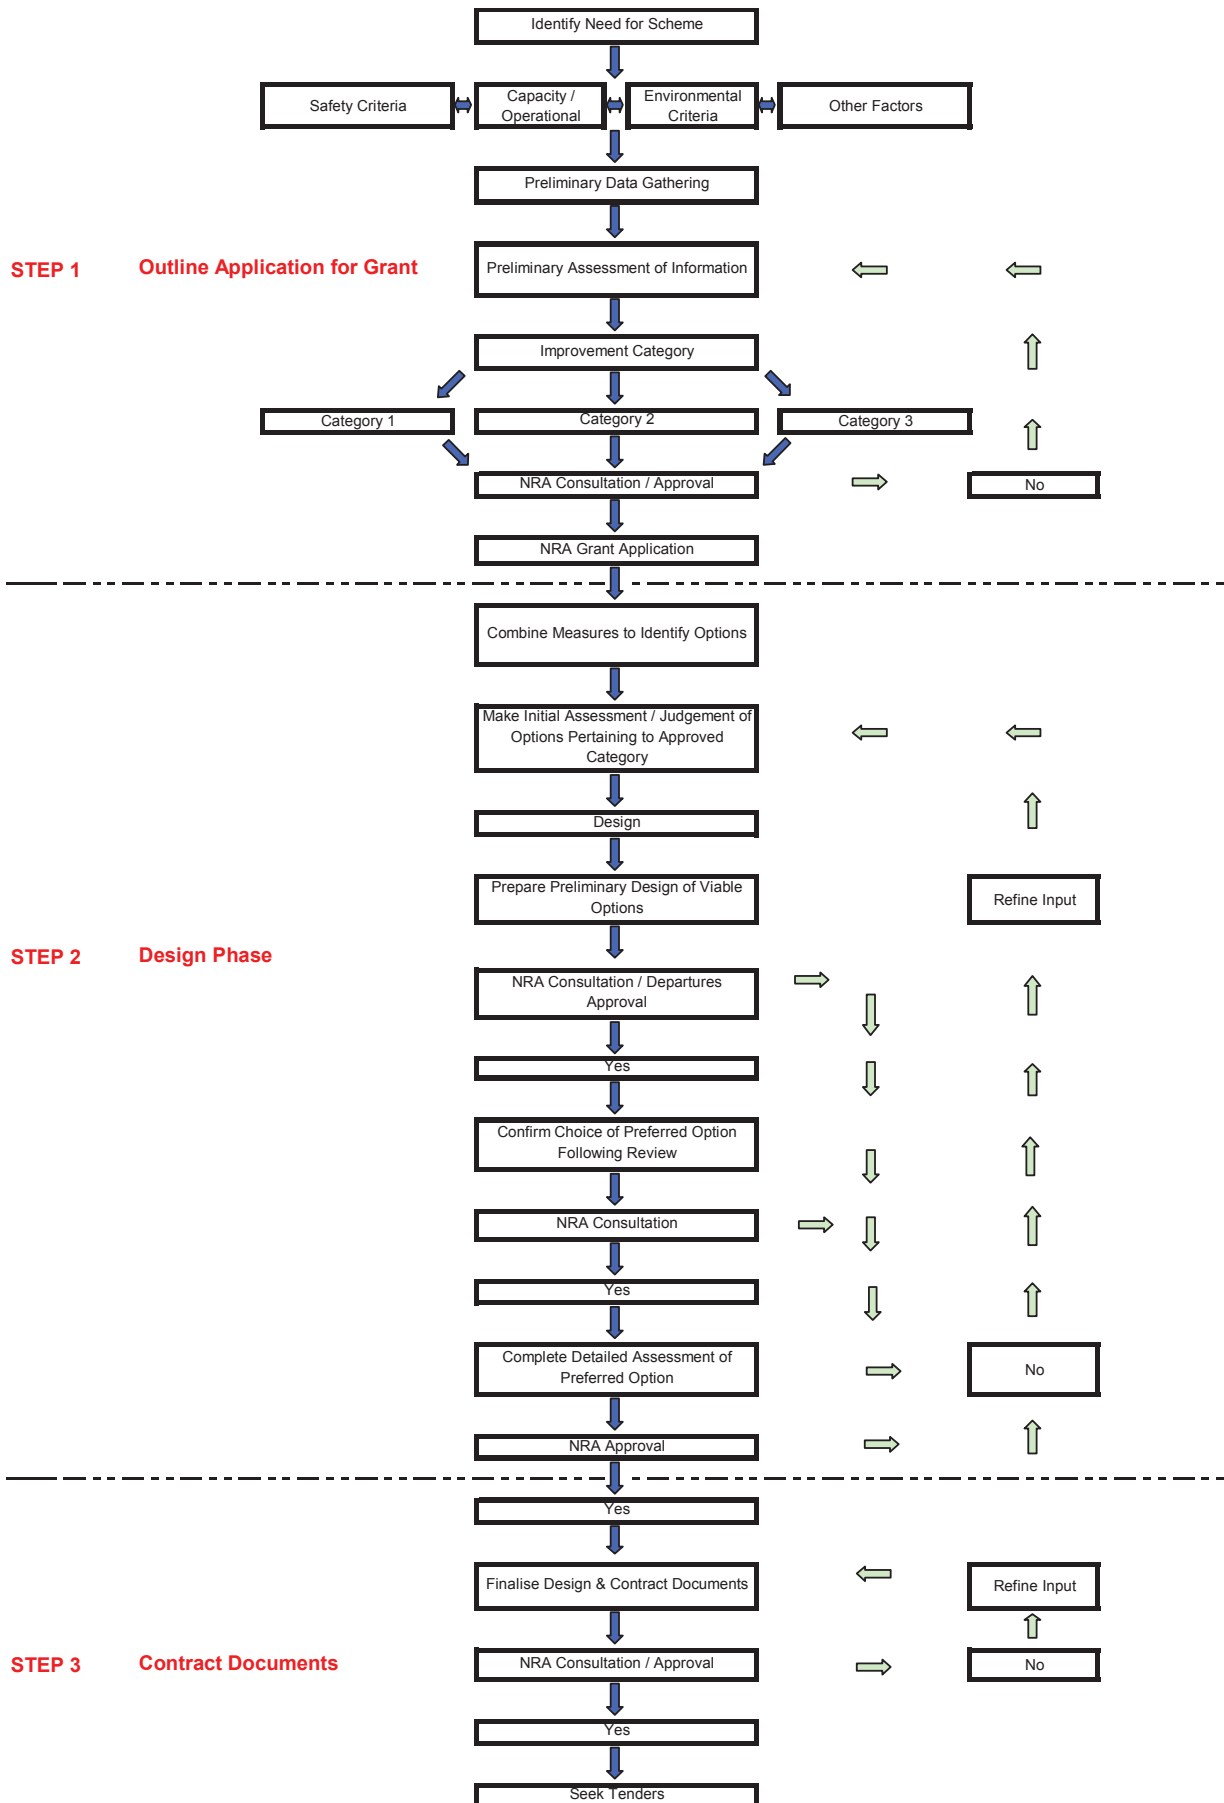 Identify Need for Scheme
Safety Criteria
Capacity /
Operational
Environmental
Criteria
Other Factors
Preliminary Data Gathering
STEP 1
Outline Application for Grant
Preliminary Assessment of Information
Improvement Category
Category 1
Category 2
Category 3
NRA Consultation / Approval
No
NRA Grant Application
Combine Measures to Identify Options
Make Initial Assessment / Judgement of
Options Pertaining to Approved
Category
Design
Prepare Preliminary Design of Viable
Options
Refine Input
STEP 2
Design Phase
NRA Consultation / Departures
Approval
Yes
Confirm Choice of Preferred Option
Following Review
NRA Consultation
Yes
Complete Detailed Assessment of
Preferred Option
No
NRA Approval
Yes
Finalise Design & Contract Documents
Refine Input
STEP 3
Contract Documents
NRA Consultation / Approval
No
Yes
Seek Tenders